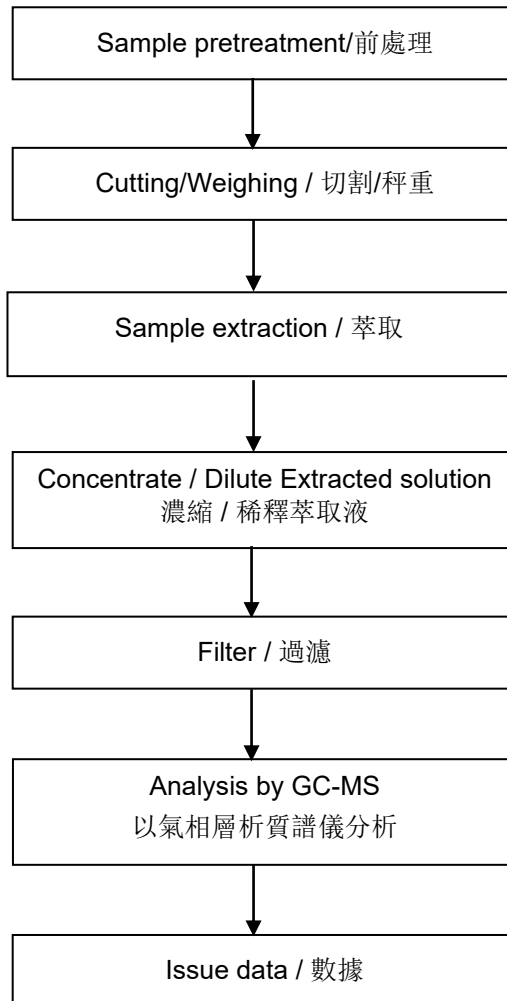 Sample pretreatment/前處理
Cutting/Weighing / 切割/秤重
Sample extraction / 萃取
Concentrate / Dilute Extracted solution
濃縮 / 稀釋萃取液
Filter / 過濾
Analysis by GC-MS
以氣相層析質譜儀分析
Issue data / 數據